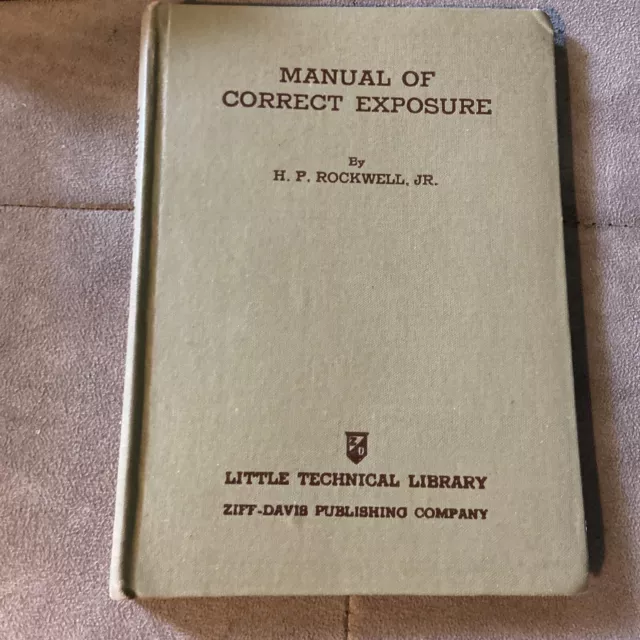 MANUAL OF
CORRECT EXPOSURE
By
H. P. ROCKWELL, JR.
Z D
LITTLE TECHNICAL LIBRARY
ZIFF-DAVIS PUBLISHING COMPANY